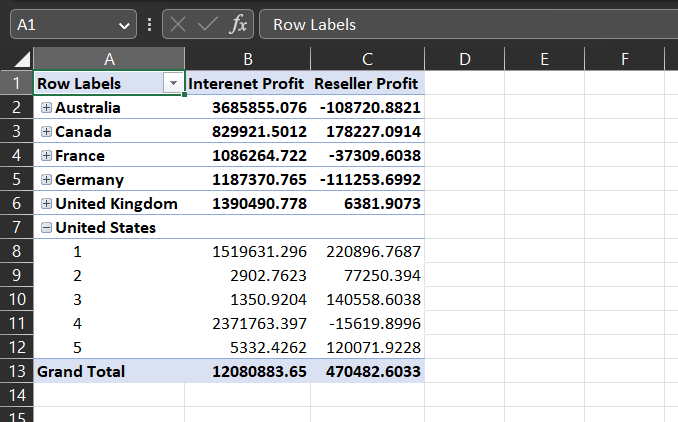 A1 fx Row Labels
A B C D E F
1 Row Labels Interenet Profit Reseller Profit
2 Australia 3685855.076 -108720.8821
3 Canada 829921.5012 178227.0914
4 France 1086264.722 -37309.6038
5 Germany 1187370.765 -111253.6992
6 United Kingdom 1390490.778 6381.9073
7 United States
8 1 1519631.296 220896.7687
9 2 2902.7623 77250.394
10 3 1350.9204 140558.6038
11 4 2371763.397 -15619.8996
12 5 5332.4262 120071.9228
13 Grand Total 12080883.65 470482.6033
14
15